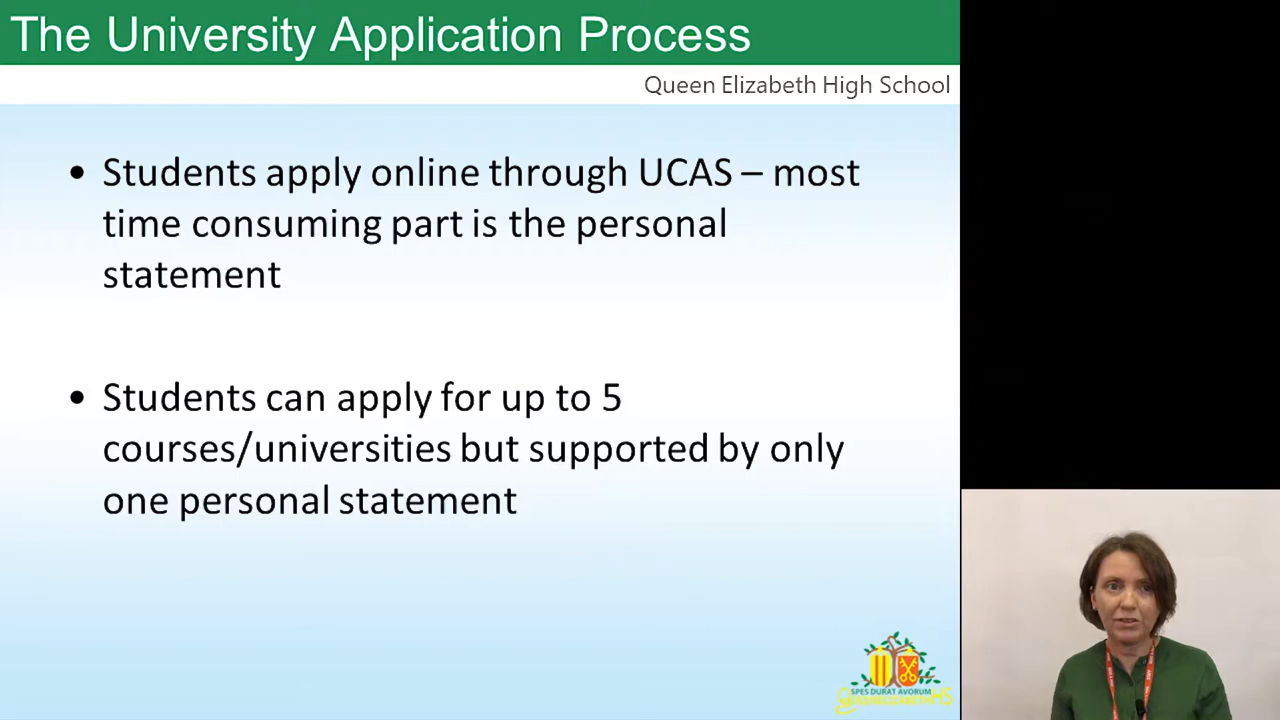 The University Application Process
Queen Elizabeth High School
• Students apply online through UCAS – most
time consuming part is the personal
statement
• Students can apply for up to 5
courses/universities but supported by only
one personal statement
SPES DURAT AVORUM
QUEENELIZABETHHS